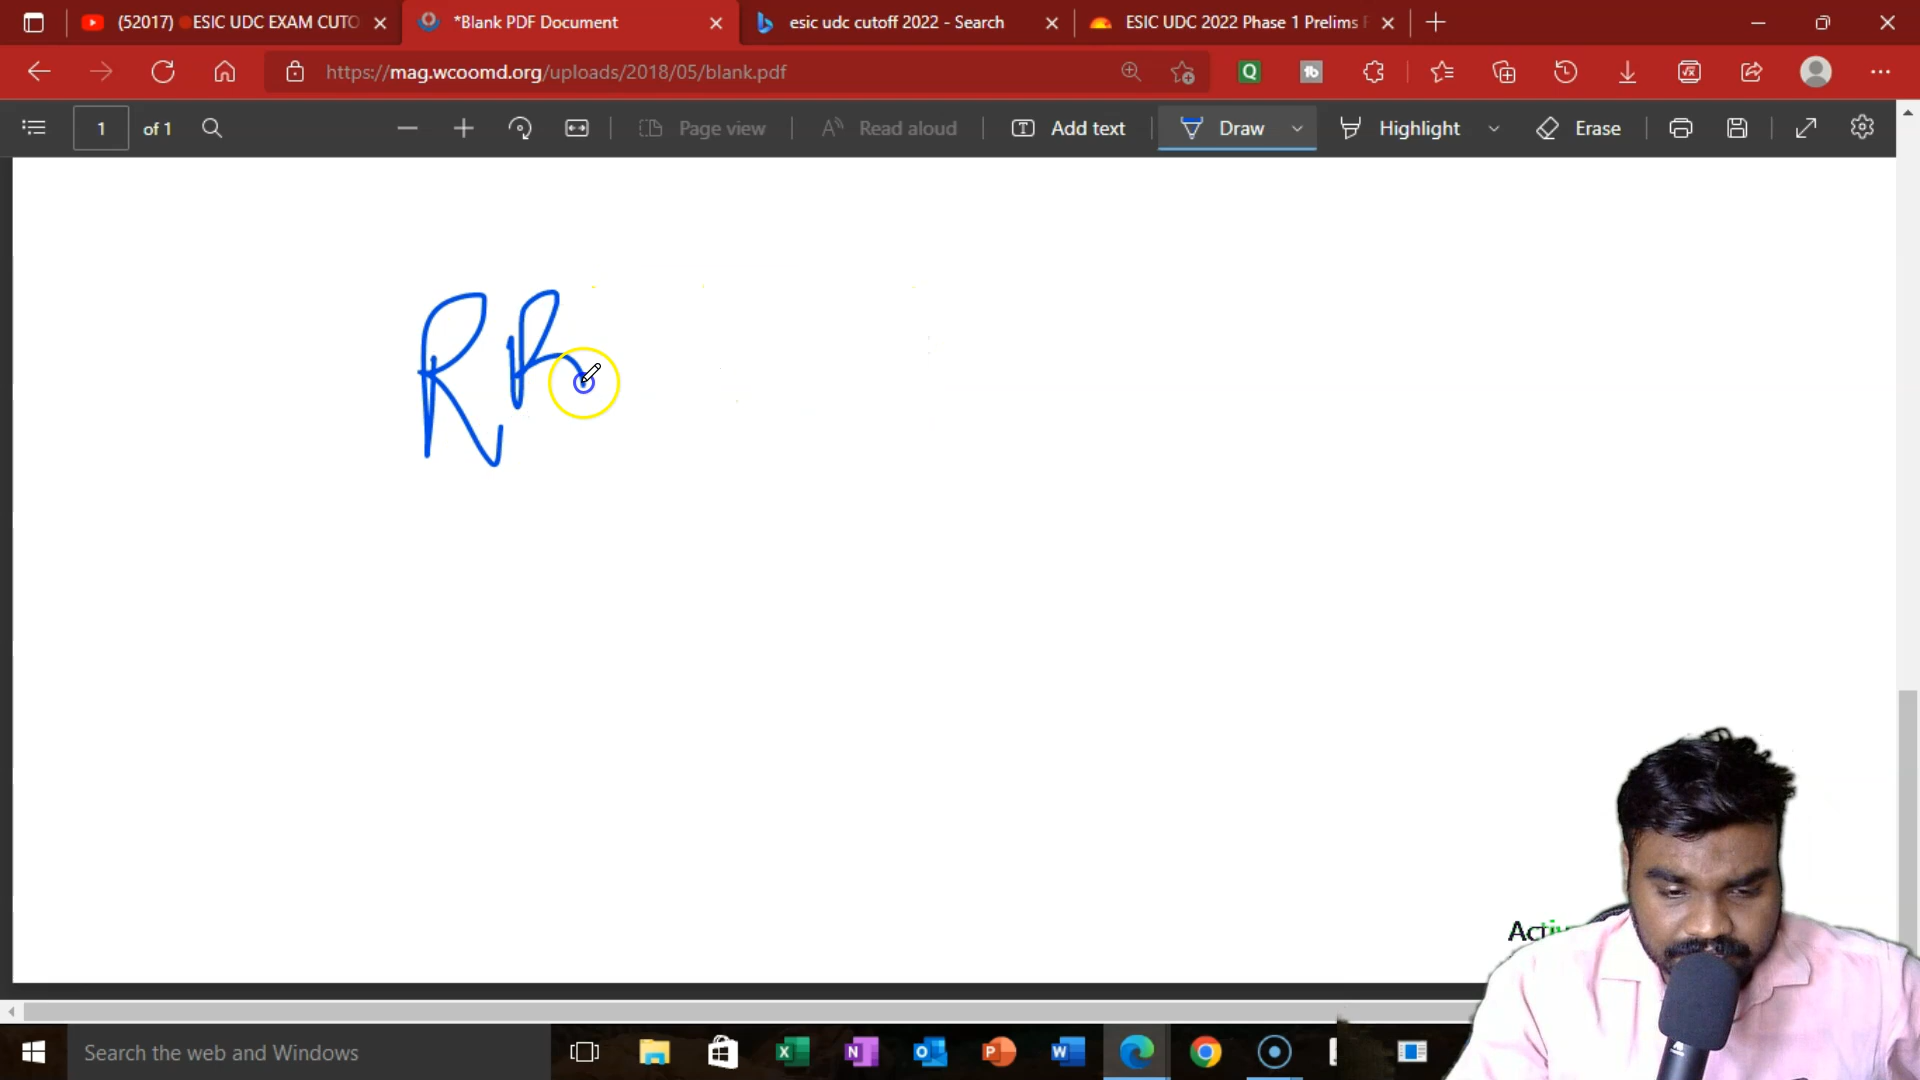 (52017) ESIC UDC EXAM CUTO
*Blank PDF Document
esic udc cutoff 2022 - Search
ESIC UDC 2022 Phase 1 Prelims
https://mag.wcoomd.org/uploads/2018/05/blank.pdf
1 of 1
Page view
Read aloud
Add text
Draw
Highlight
Erase
Search the web and Windows